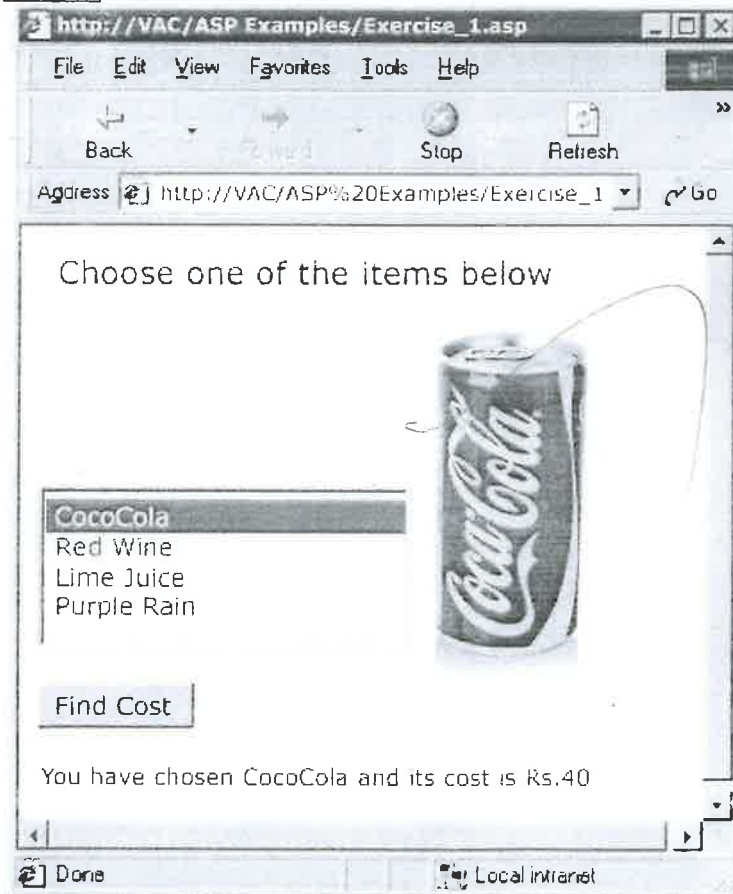 http://VAC/ASP Examples/Exercise_1.asp
File Edit View Favorites Tools Help
Back Forward Stop Refresh »
Address http://VAC/ASP%20Examples/Exercise_1 Go
Choose one of the items below
Coca-Cola
CocoCola
Red Wine
Lime Juice
Purple Rain
Find Cost
You have chosen CocoCola and its cost is Rs.40
Done Local intranet